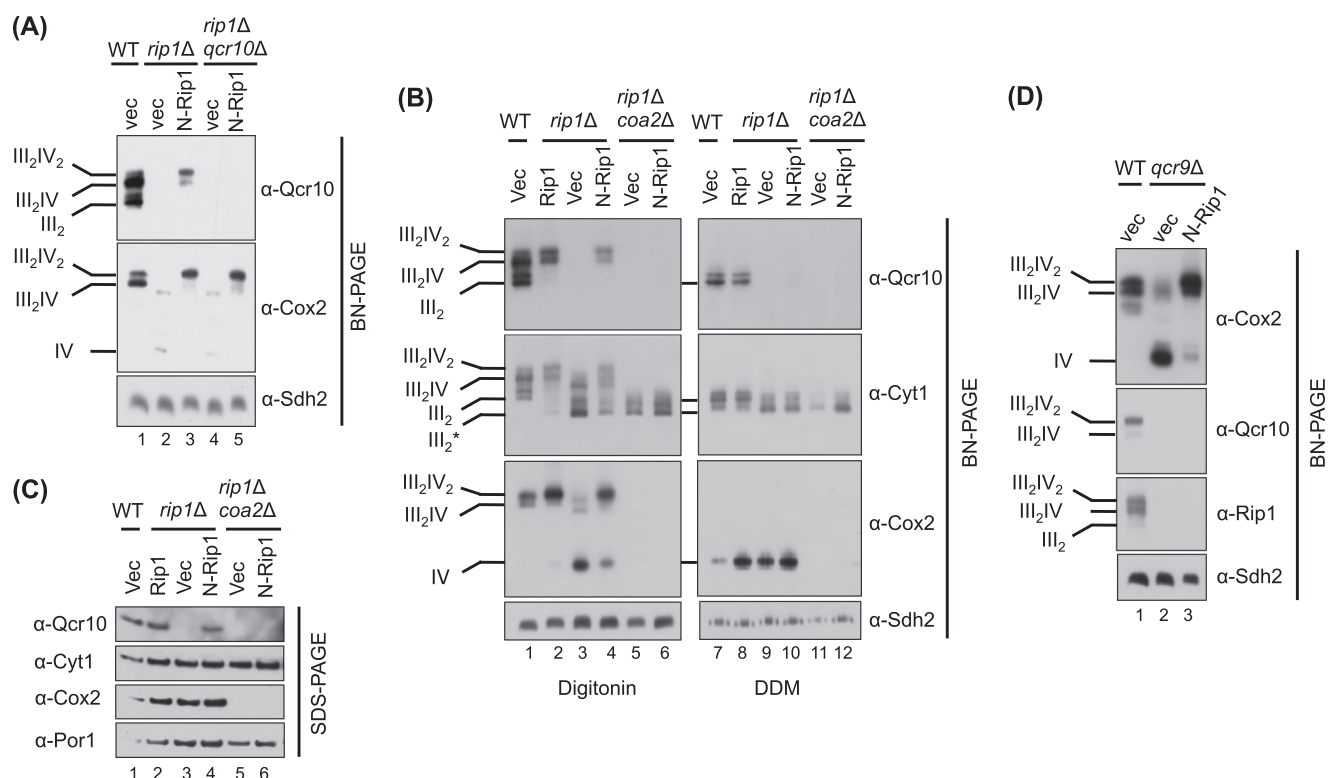 (A)
rip1Δ
WT rip1Δ qcr10Δ
vec vec N-Rip1 vec N-Rip1
III2IV2
III2IV
III2
α-Qcr10
III2IV2
III2IV
IV
α-Cox2
α-Sdh2
1 2 3 4 5
BN-PAGE
(B)
rip1Δ rip1Δ
WT rip1Δ coa2Δ WT rip1Δ coa2Δ
Vec Rip1 Vec N-Rip1 Vec N-Rip1 Vec Rip1 Vec N-Rip1 Vec N-Rip1
III2IV2
III2IV
III2
α-Qcr10
III2IV2
III2IV
III2
III2*
α-Cyt1
III2IV2
III2IV
IV
α-Cox2
α-Sdh2
1 2 3 4 5 6 7 8 9 10 11 12
Digitonin DDM
BN-PAGE
(C)
rip1Δ
WT rip1Δ coa2Δ
Vec Rip1 Vec N-Rip1 Vec N-Rip1
α-Qcr10
α-Cyt1
α-Cox2
α-Por1
1 2 3 4 5 6
SDS-PAGE
(D)
WT qcr9Δ
vec vec N-Rip1
III2IV2
III2IV
IV
α-Cox2
III2IV2
III2IV
α-Qcr10
III2IV2
III2IV
III2
α-Rip1
α-Sdh2
1 2 3
BN-PAGE